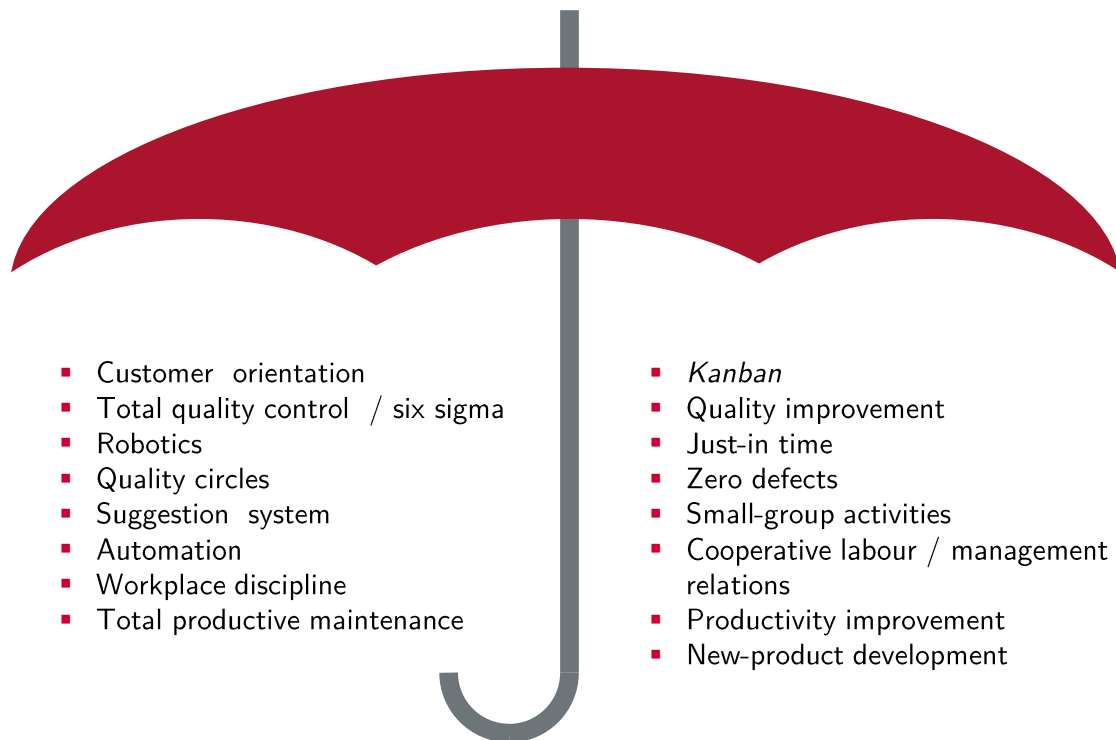 Customer orientation
Total quality control / six sigma
Robotics
Quality circles
Suggestion system
Automation
Workplace discipline
Total productive maintenance
Kanban
Quality improvement
Just-in time
Zero defects
Small-group activities
Cooperative labour / management
relations
Productivity improvement
New-product development